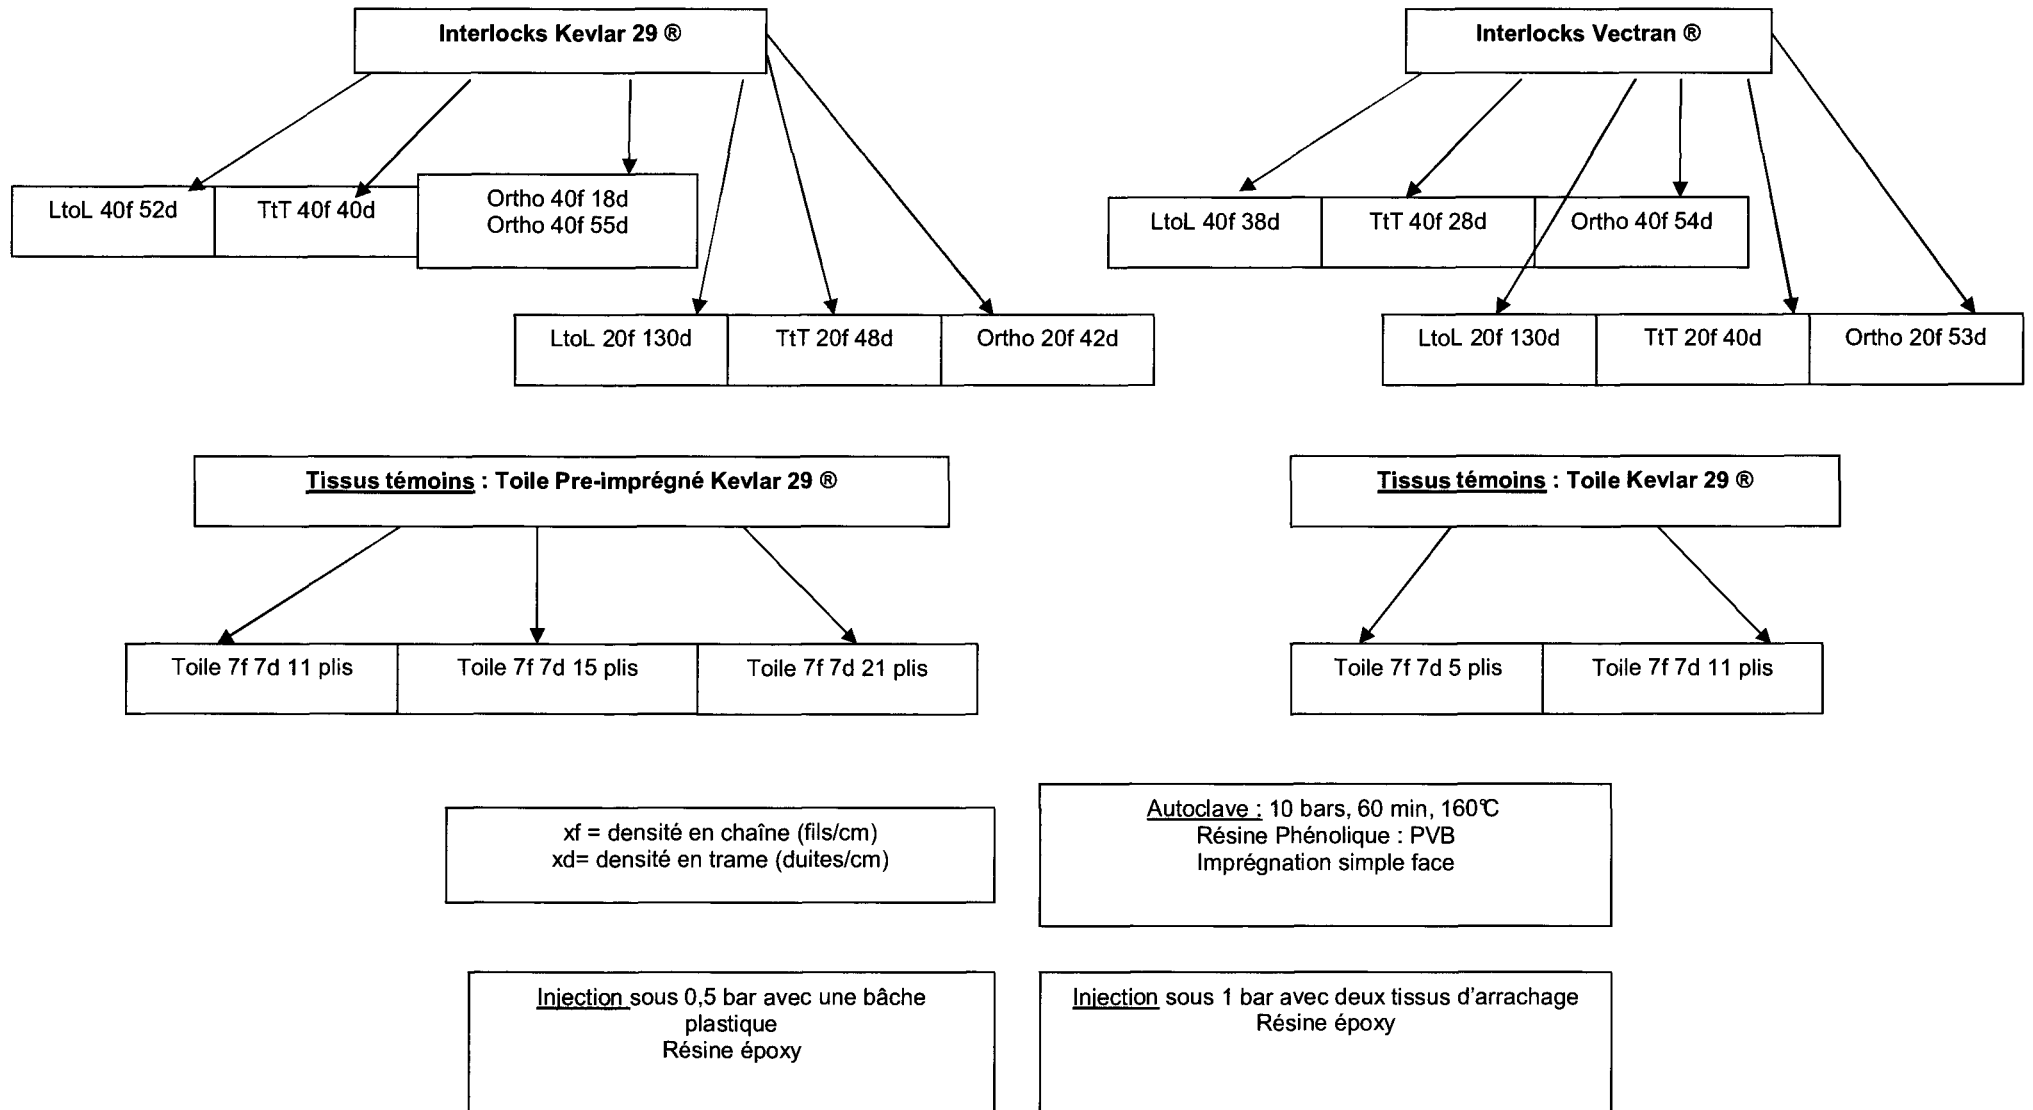 Interlocks Kevlar 29 ®
Interlocks Vectran ®
LtoL 40f 52d
TtT 40f 40d
Ortho 40f 18d
Ortho 40f 55d
LtoL 40f 38d
TtT 40f 28d
Ortho 40f 54d
LtoL 20f 130d
TtT 20f 48d
Ortho 20f 42d
LtoL 20f 130d
TtT 20f 40d
Ortho 20f 53d
Tissus témoins : Toile Pre-imprégné Kevlar 29 ®
Tissus témoins : Toile Kevlar 29 ®
Toile 7f 7d 11 plis
Toile 7f 7d 15 plis
Toile 7f 7d 21 plis
Toile 7f 7d 5 plis
Toile 7f 7d 11 plis
xf = densité en chaîne (fils/cm)
xd= densité en trame (duites/cm)
Autoclave : 10 bars, 60 min, 160°C
Résine Phénolique : PVB
Imprégnation simple face
Injection sous 0,5 bar avec une bâche
plastique
Résine époxy
Injection sous 1 bar avec deux tissus d'arrachage
Résine époxy